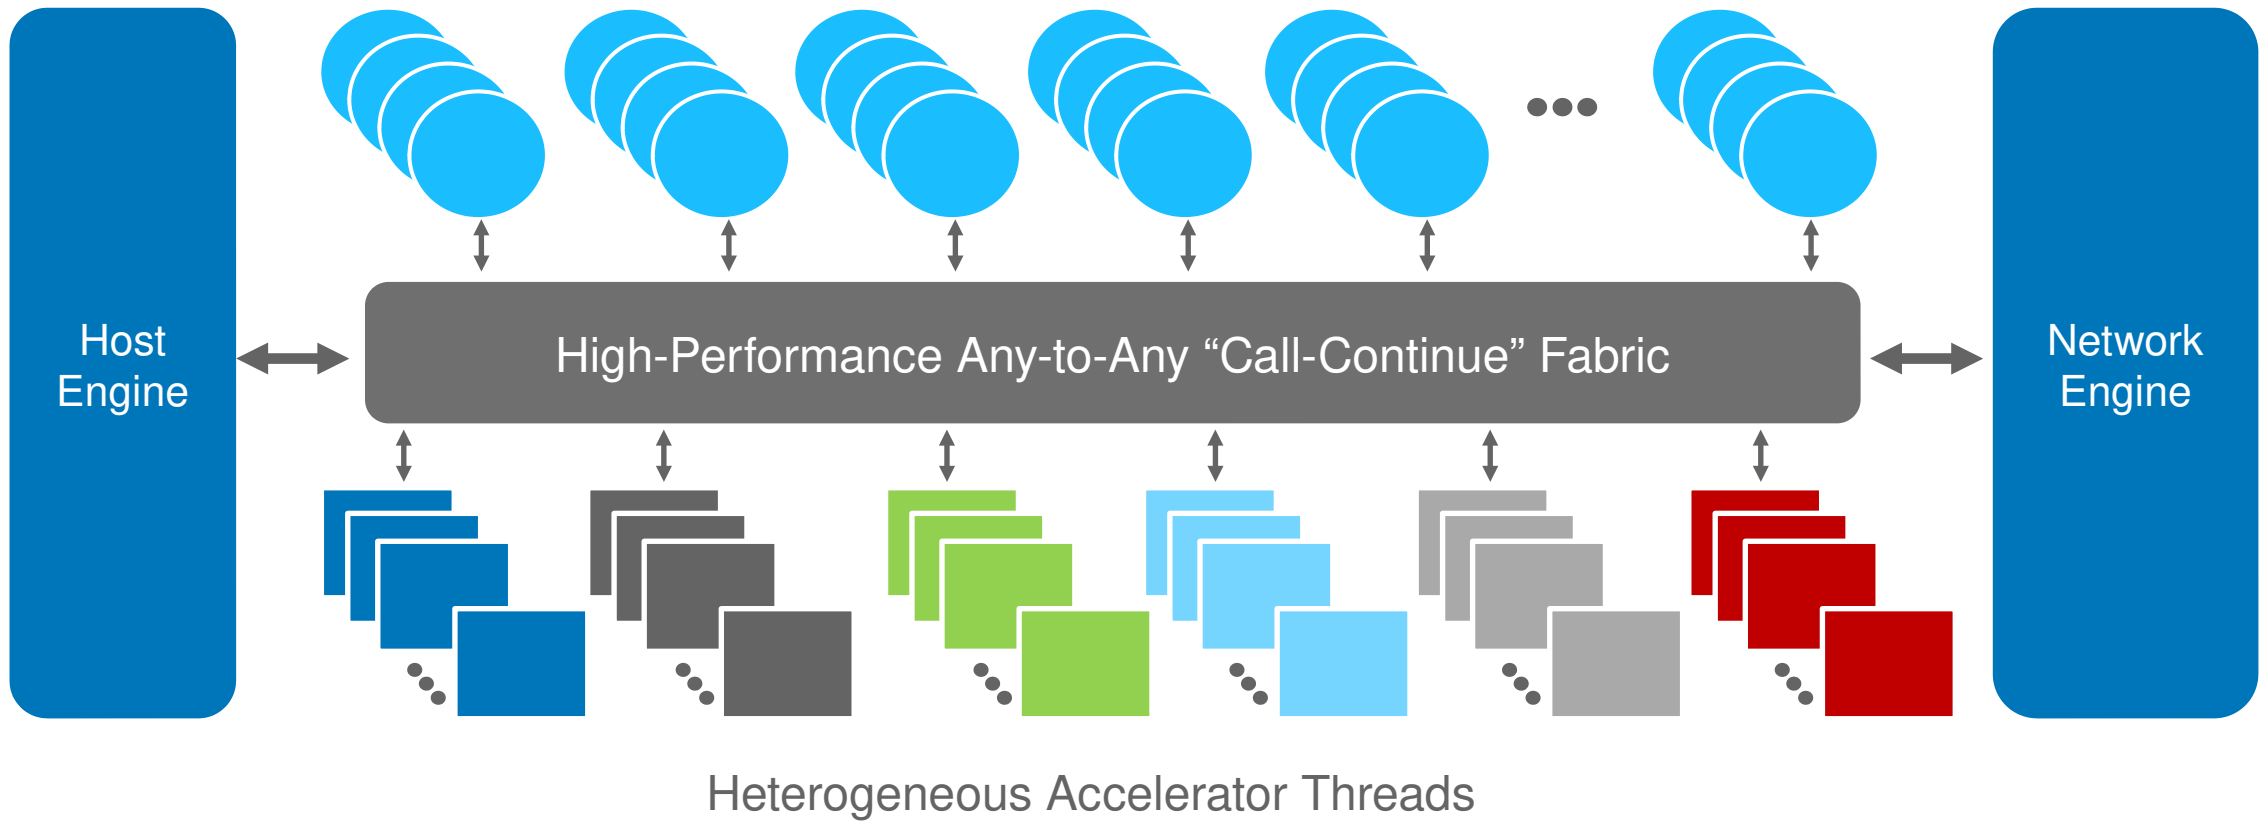 Host
Engine
High-Performance Any-to-Any “Call-Continue” Fabric
Network
Engine
Heterogeneous Accelerator Threads